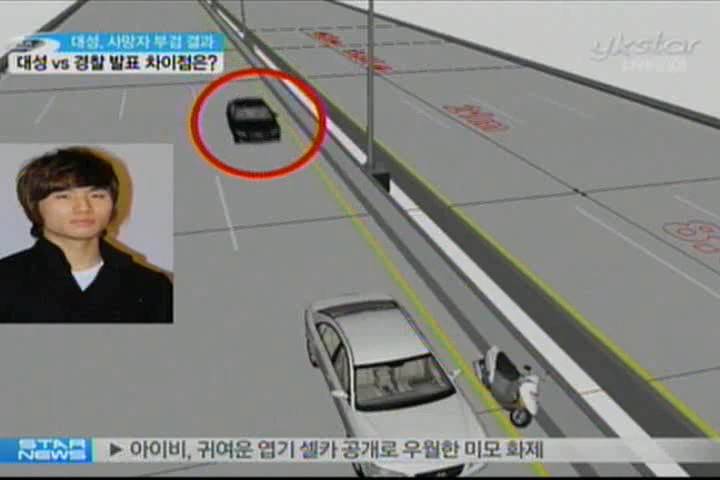 대성, 사망자 부검 결과
대성 vs 경찰 발표 차이점은?
ykstar
STAR NEWS
▶ 아이비, 귀여운 엽기 셀카 공개로 우월한 미모 화제